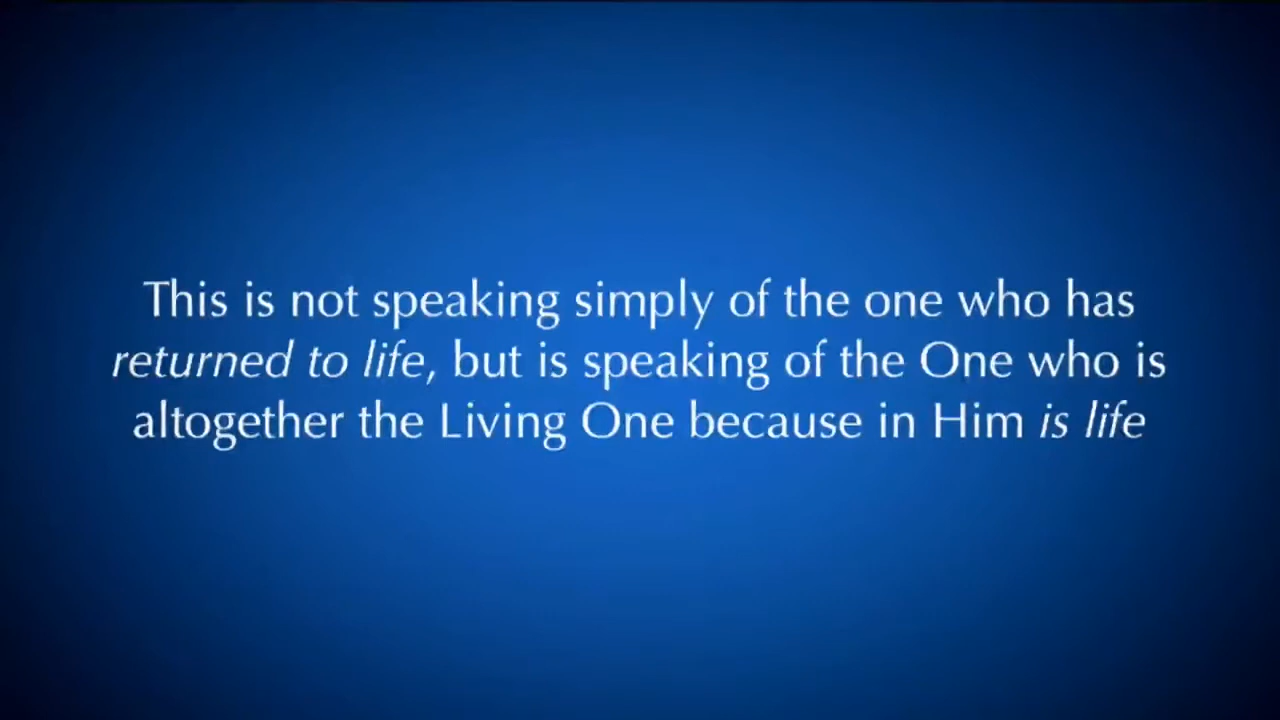 This is not speaking simply of the one who has
returned to life, but is speaking of the One who is
altogether the Living One because in Him is life